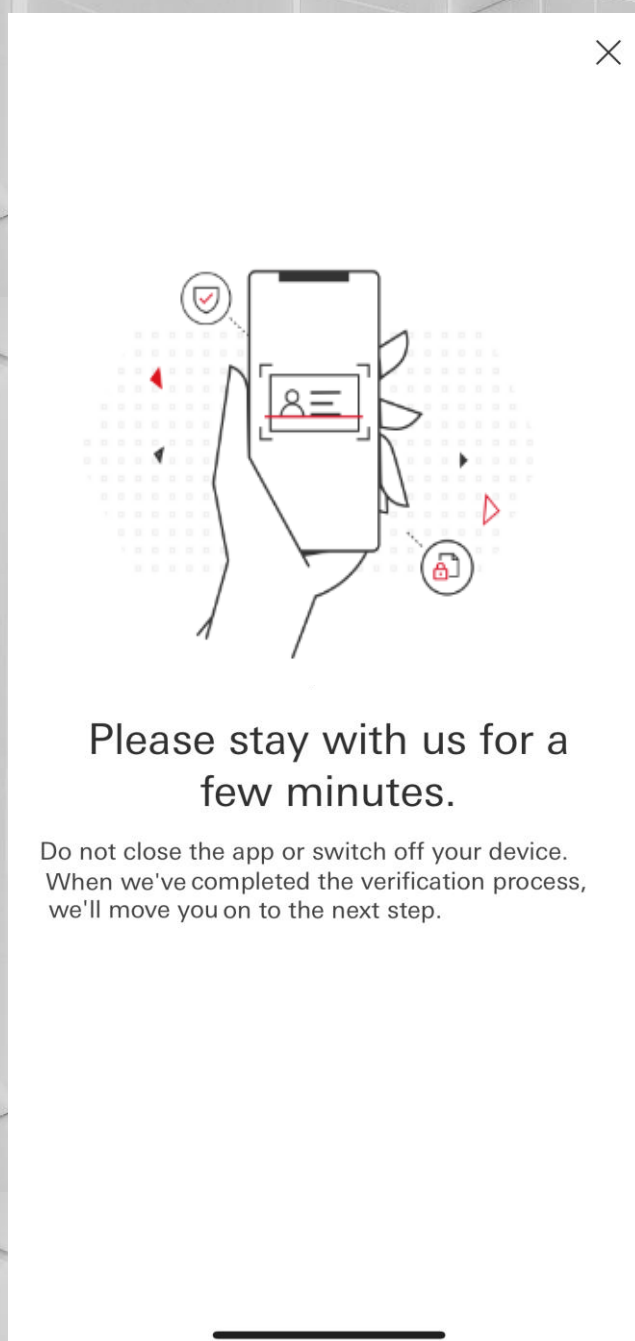 Please stay with us for a
few minutes.
Do not close the app or switch off your device.
When we've completed the verification process,
we'll move you on to the next step.